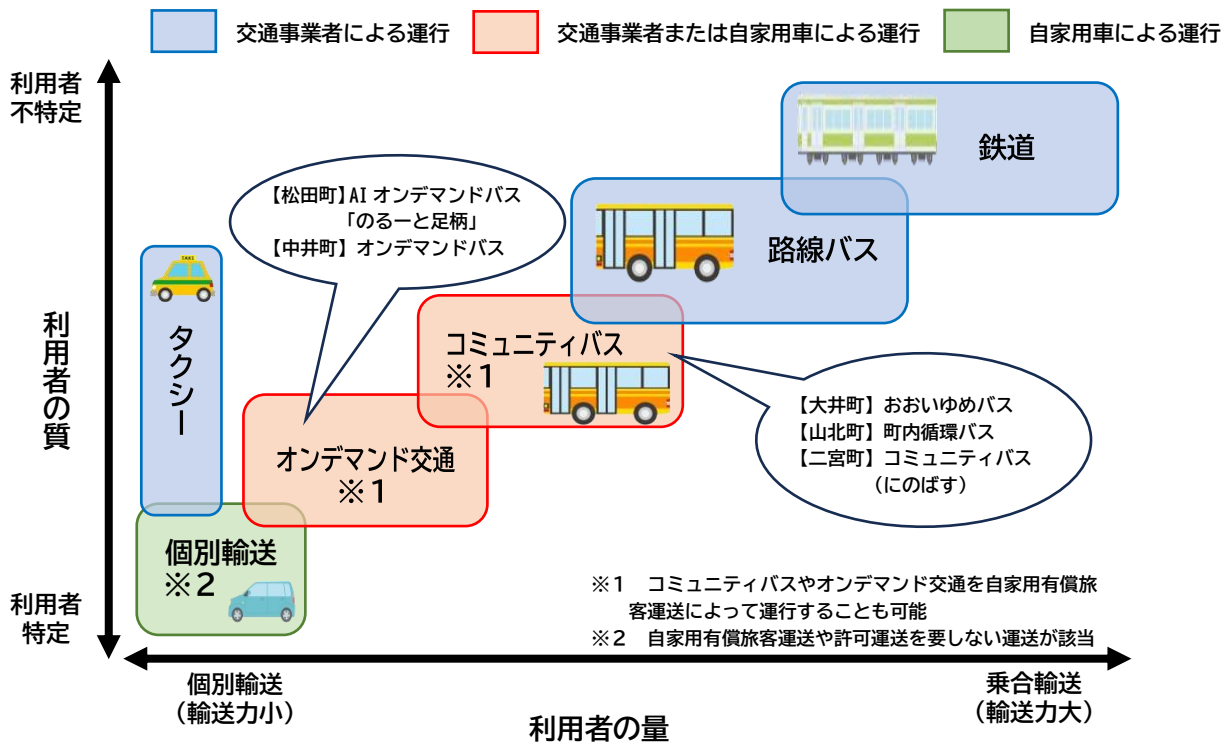 交通事業者による運行
交通事業者または自家用車による運行
自家用車による運行
利用者
不特定
鉄道
【松田町】AI オンデマンドバス
「のるーと足柄」
【中井町】 オンデマンドバス
路線バス
TAXI
タクシー
利用者の質
コミュニティバス
※1
【大井町】 おおいゆめバス
【山北町】 町内循環バス
【二宮町】 コミュニティバス
（にのばす）
オンデマンド交通
※1
個別輸送
※2
※1 コミュニティバスやオンデマンド交通を自家用有償旅
客運送によって運行することも可能
※2 自家用有償旅客運送や許可運送を要しない運送が該当
利用者
特定
個別輸送
（輸送力小）
利用者の量
乗合輸送
（輸送力大）